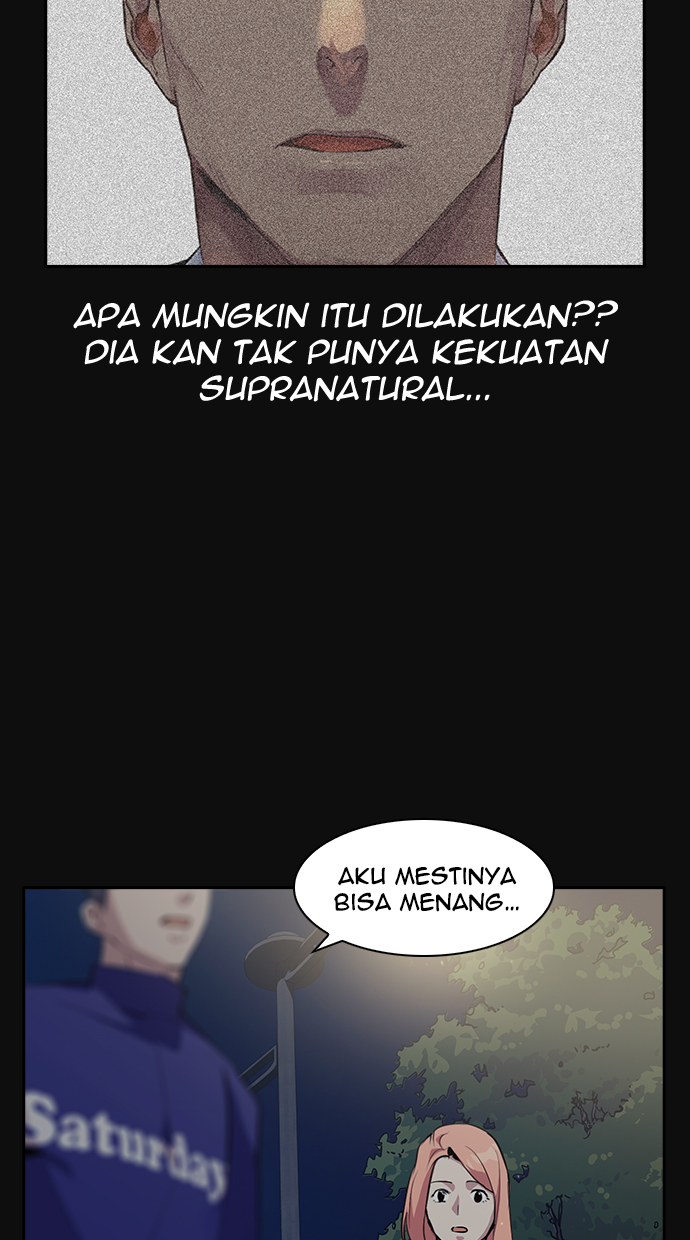 APA MUNGKIN ITU DILAKUKAN??
DIA KAN TAK PUNYA KEKUATAN
SUPRANATURAL...
AKU MESTINYA
BISA MENANG...
Saturday